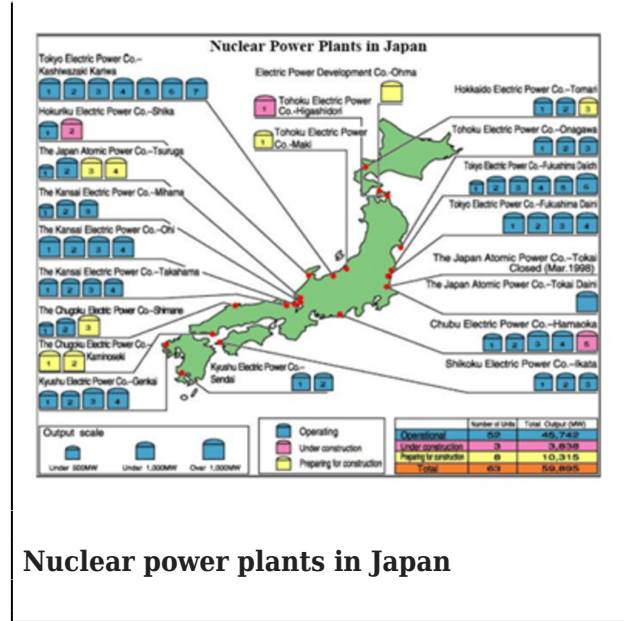 Nuclear Power Plants in Japan
Tokyo Electric Power Co.–
Kashiwazaki Kariwa
1 2 3 4 5 6 7
Hokuriku Electric Power Co.–Shika
1 2
The Japan Atomic Power Co.–Tsuruga
1 2 3 4
The Kansai Electric Power Co.–Mihama
1 2 3
The Kansai Electric Power Co.–Ohi
1 2 3 4
The Kansai Electric Power Co.–Takahama
1 2 3 4
The Chugoku Electric Power Co.–Shimane
1 2 3
The Chugoku Electric Power Co.–
Kaminoseki
1 2
Kyushu Electric Power Co.–Genkai
1 2 3 4
Electric Power Development Co.–Ohma
Tohoku Electric Power
Co.–Higashidori
1
Tohoku Electric Power
Co.–Maki
1
Hokkaido Electric Power Co.–Tomari
1 2 3
Tohoku Electric Power Co.–Onagawa
1 2 3
Tokyo Electric Power Co.–Fukushima Daiichi
1 2 3 4 5 6
Tokyo Electric Power Co.–Fukushima Daini
1 2 3 4
The Japan Atomic Power Co.–Tokai
Closed (Mar.1998)
The Japan Atomic Power Co.–Tokai Daini
Chubu Electric Power Co.–Hamaoka
1 2 3 4 5
Shikoku Electric Power Co.–Ikata
1 2 3
Kyushu Electric Power Co.–
Sendai
1 2
Output scale
Under 500MW Under 1,000MW Over 1,000MW
Operating
Under construction
Preparing for construction
Number of Units Total Output (MW)
Operational 52 45,742
Under construction 3 3,838
Preparing for construction 8 10,315
Total 63 59,895
Nuclear power plants in Japan